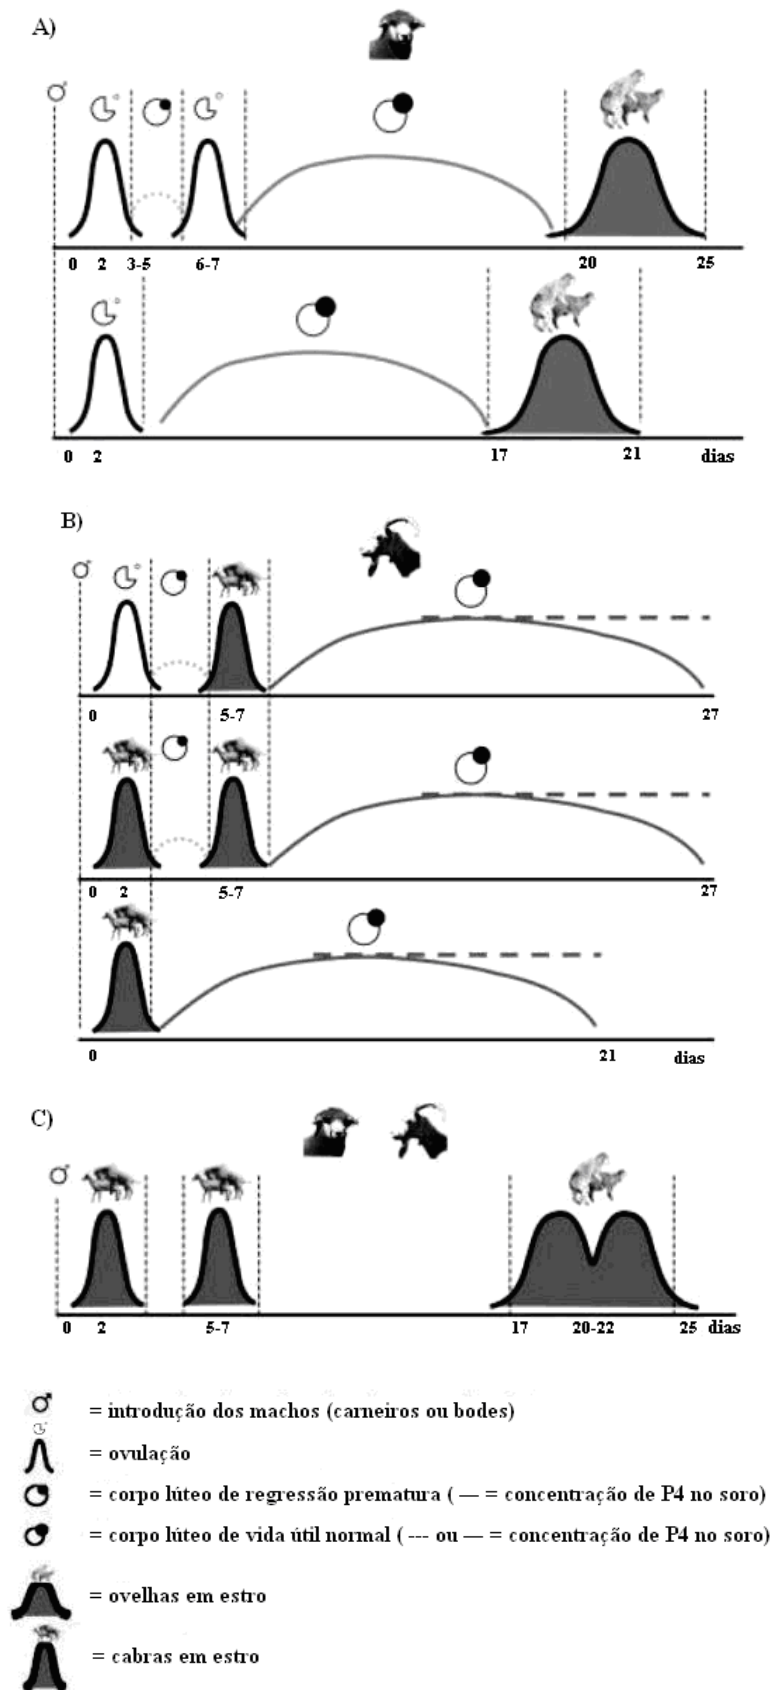 A)
0 2 3-5 6-7 20 25
0 2 17 21 dias
B)
0 5-7 27
0 2 5-7 27
0 21 dias
C)
0 2 5-7 17 20-22 25 dias
= introdução dos machos (carneiros ou bodes)
= ovulação
= corpo lúteo de regressão prematura ( — = concentração de P4 no soro)
= corpo lúteo de vida útil normal ( --- ou — = concentração de P4 no soro)
= ovelhas em estro
= cabras em estro